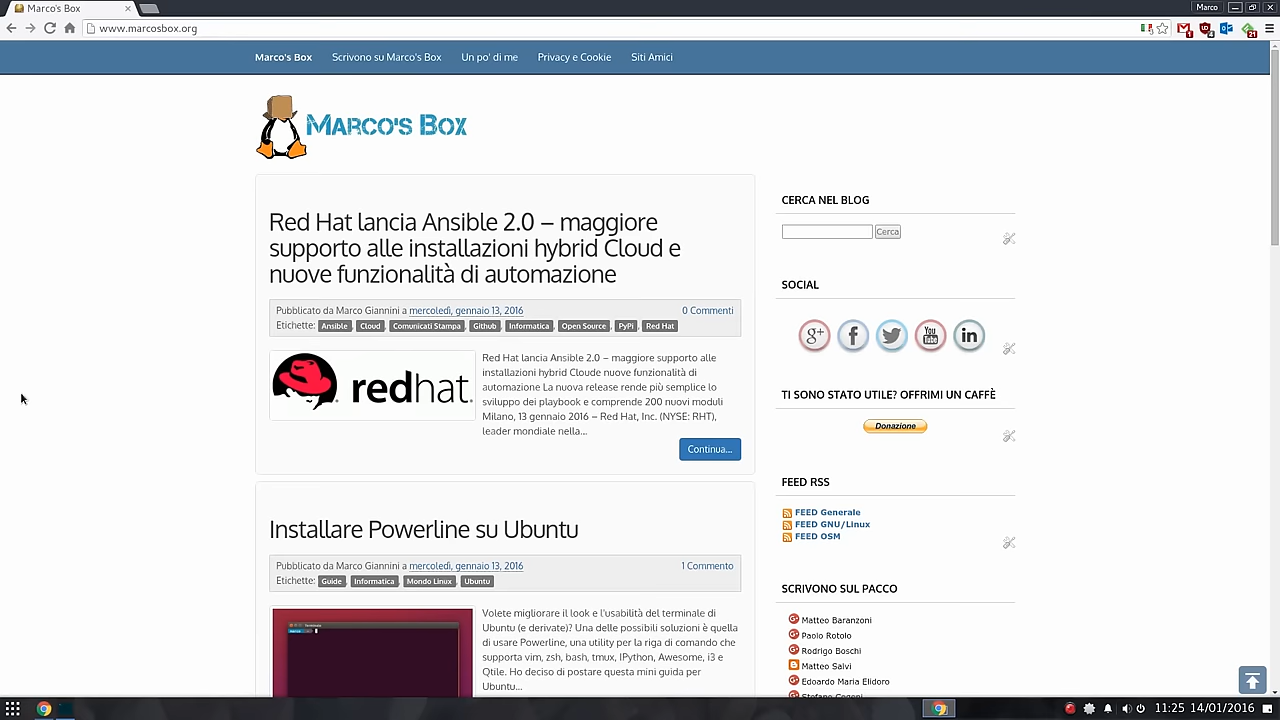 Marco's Box
Marco
www.marcosbox.org
Marco's Box Scrivono su Marco's Box Un po' di me Privacy e Cookie Siti Amici
Marco's Box
Red Hat lancia Ansible 2.0 – maggiore
supporto alle installazioni hybrid Cloud e
nuove funzionalità di automazione
Pubblicato da Marco Giannini a mercoledì, gennaio 13, 2016 0 Commenti
Etichette: Ansible, Cloud, Comunicati Stampa, Github, Informatica, Open Source, PyPi, Red Hat
redhat.
Red Hat lancia Ansible 2.0 – maggiore supporto alle
installazioni hybrid Cloude nuove funzionalità di
automazione La nuova release rende più semplice lo
sviluppo dei playbook e comprende 200 nuovi moduli
Milano, 13 gennaio 2016 – Red Hat, Inc. (NYSE: RHT),
leader mondiale nella...
Continua...
Installare Powerline su Ubuntu
Pubblicato da Marco Giannini a mercoledì, gennaio 13, 2016 1 Commento
Etichette: Guide, Informatica, Mondo Linux, Ubuntu
Volete migliorare il look e l'usabilità del terminale di
Ubuntu (e derivate)? Una delle possibili soluzioni è quella
di usare Powerline, una utility per la riga di comando che
supporta vim, zsh, bash, tmux, IPython, Awesome, i3 e
Qtile. Ho deciso di postare questa mini guida per
Ubuntu...
CERCA NEL BLOG
Cerca
SOCIAL
g+ f You Tube in
TI SONO STATO UTILE? OFFRIMI UN CAFFÈ
Donazione
FEED RSS
FEED Generale
FEED GNU/Linux
FEED OSM
SCRIVONO SUL PACCO
Matteo Baranzoni
Paolo Rotolo
Rodrigo Boschi
Matteo Salvi
Edoardo Maria Elidoro
Stefano Cogoni
11:25 14/01/2016